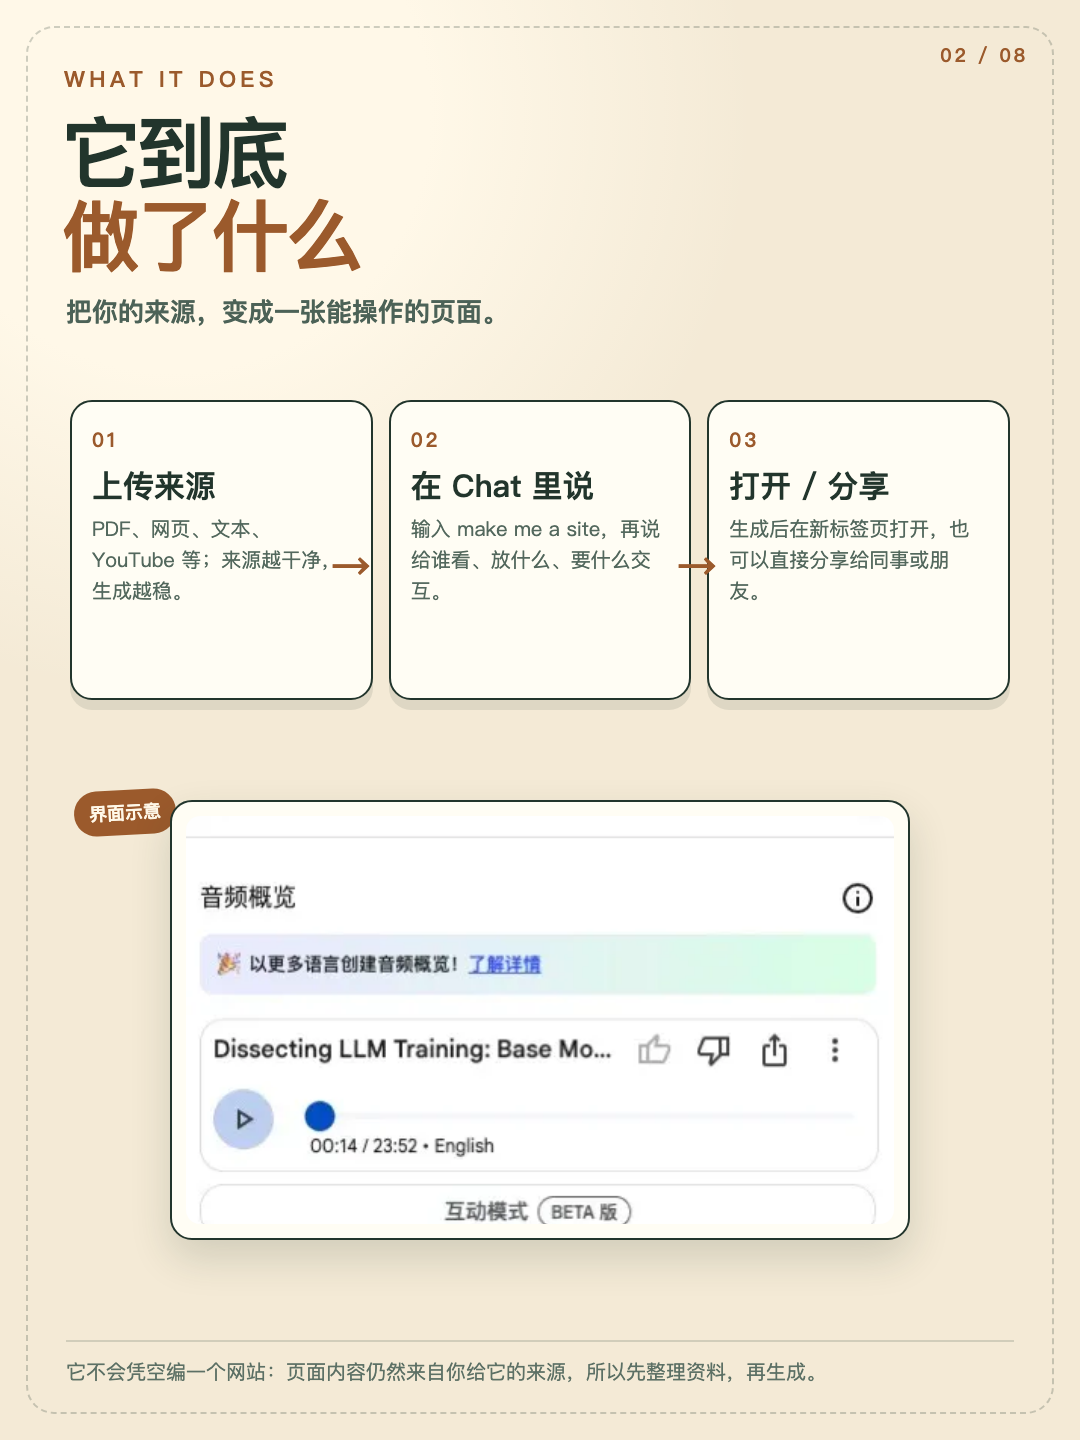 02 / 08
WHAT IT DOES
它到底
做了什么
把你的来源，变成一张能操作的页面。
01
上传来源
PDF、网页、文本、
YouTube 等；来源越干净，
生成越稳。
02
在 Chat 里说
输入 make me a site，再说
给谁看、放什么、要什么交
互。
03
打开 / 分享
生成后在新标签页打开，也
可以直接分享给同事或朋
友。
界面示意
音频概览
以更多语言创建音频概览！了解详情
Dissecting LLM Training: Base Mo...
00:14 / 23:52 • English
互动模式 BETA 版
它不会凭空编一个网站：页面内容仍然来自你给它的来源，所以先整理资料，再生成。